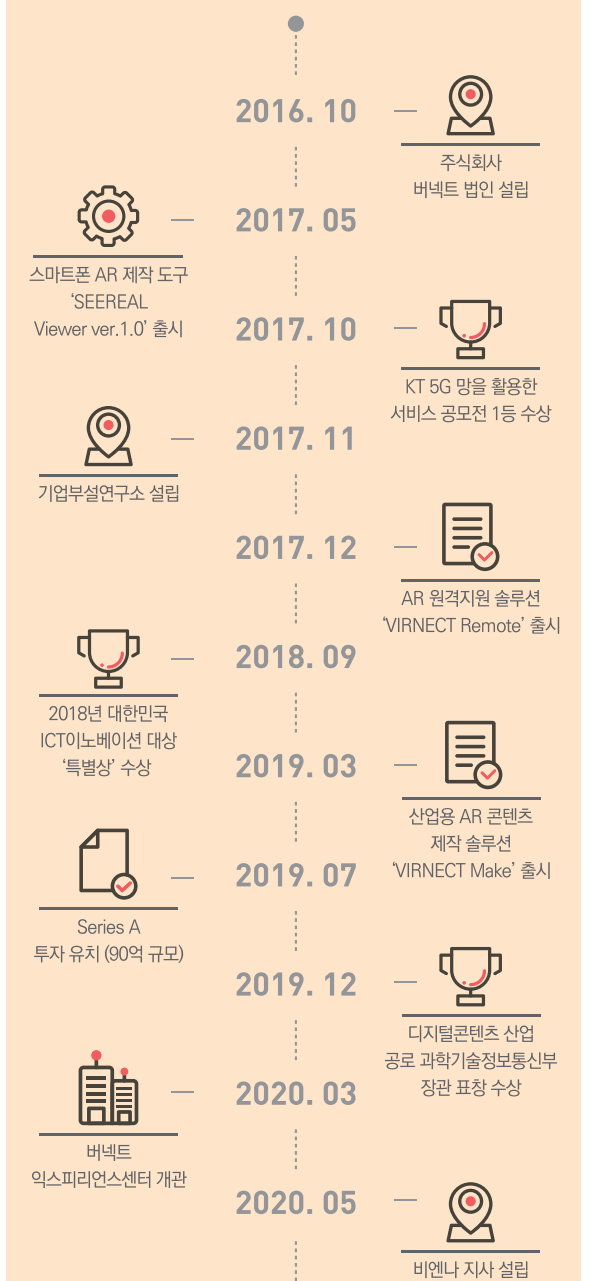 2016. 10
주식회사
버넥트 법인 설립
2017. 05
스마트폰 AR 제작 도구
‘SEEREAL
Viewer ver.1.0’ 출시
2017. 10
KT 5G 망을 활용한
서비스 공모전 1등 수상
2017. 11
기업부설연구소 설립
2017. 12
AR 원격지원 솔루션
‘VIRNECT Remote’ 출시
2018. 09
2018년 대한민국
ICT이노베이션 대상
‘특별상’ 수상
2019. 03
산업용 AR 콘텐츠
제작 솔루션
‘VIRNECT Make’ 출시
2019. 07
Series A
투자 유치 (90억 규모)
2019. 12
디지털콘텐츠 산업
공로 과학기술정보통신부
장관 표창 수상
2020. 03
버넥트
익스피리언스센터 개관
2020. 05
비엔나 지사 설립